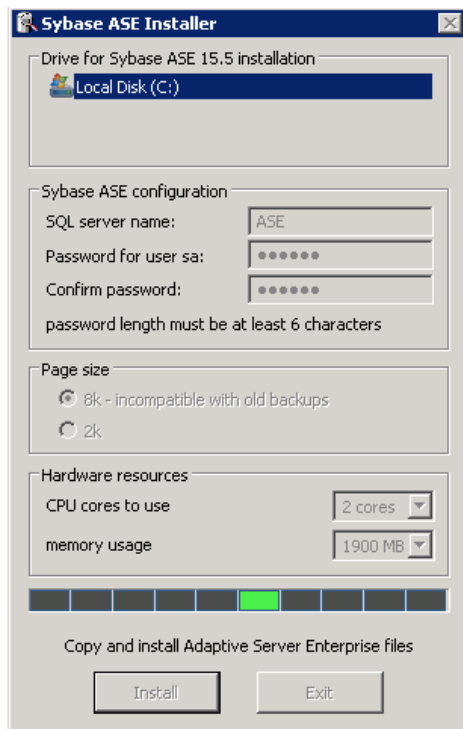 Sybase ASE Installer
Drive for Sybase ASE 15.5 installation
Local Disk (C:)
Sybase ASE configuration
SQL server name: ASE
Password for user sa: ●●●●●●
Confirm password: ●●●●●●
password length must be at least 6 characters
Page size
8k - incompatible with old backups
2k
Hardware resources
CPU cores to use 2 cores
memory usage 1900 MB
Copy and install Adaptive Server Enterprise files
Install Exit